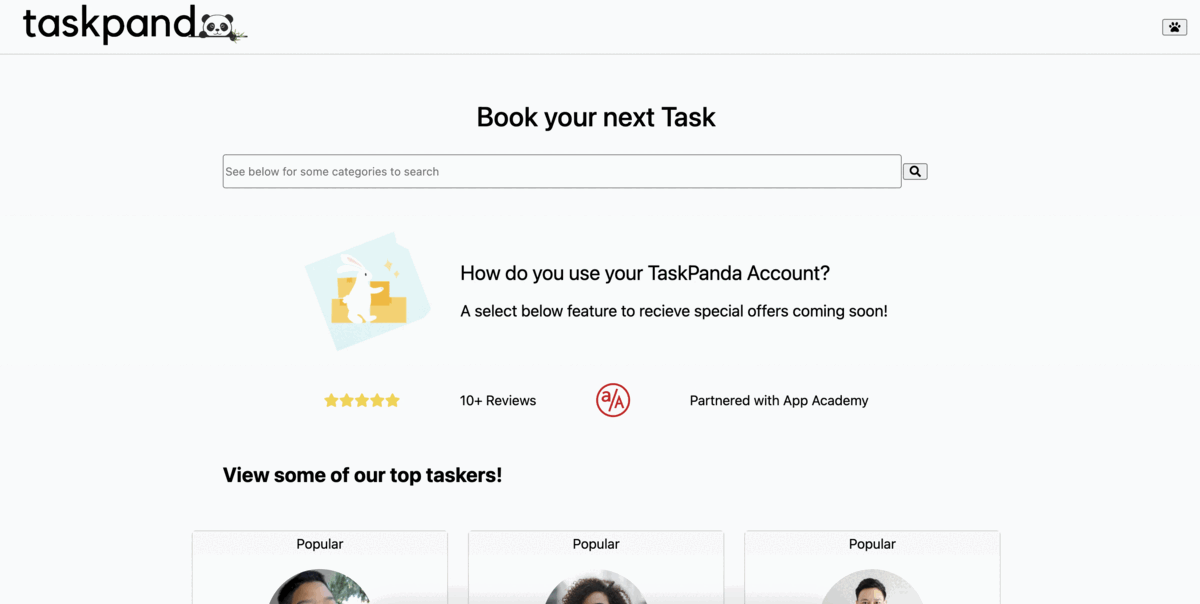 taskpand
Book your next Task
See below for some categories to search
How do you use your TaskPanda Account?
A select below feature to recieve special offers coming soon!
10+ Reviews
a/A
Partnered with App Academy
View some of our top taskers!
Popular
Popular
Popular